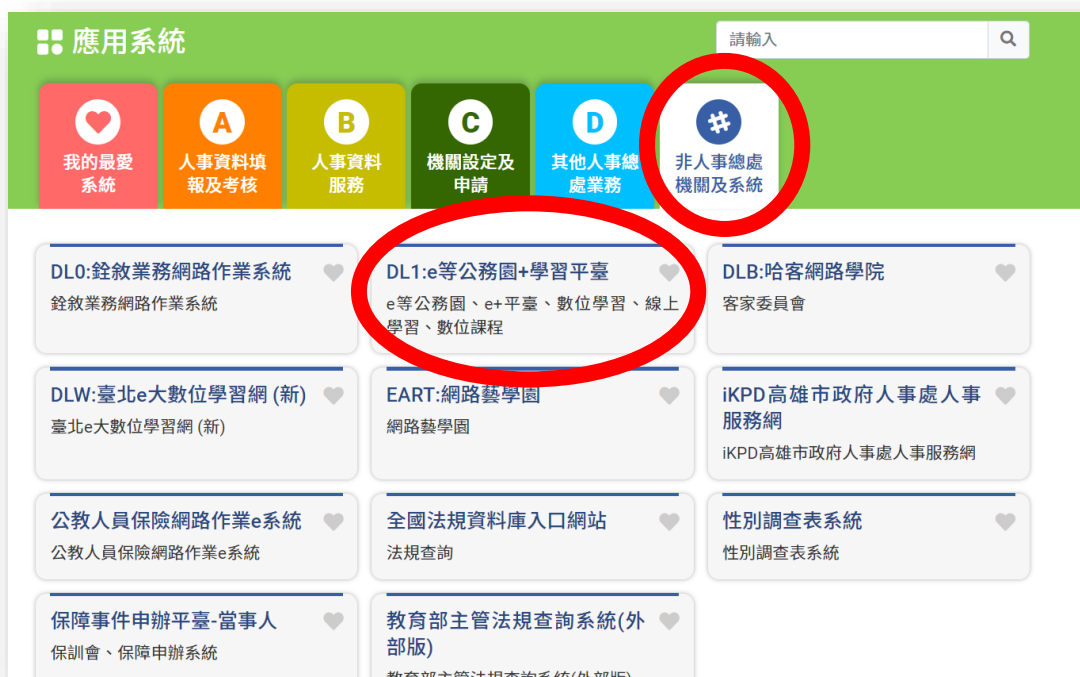 應用系統
請輸入
我的最愛
系統
A
人事資料填
報及考核
B
人事資料
服務
C
機關設定及
申請
D
其他人事總
處業務
#
非人事總處
機關及系統
DL0:銓敘業務網路作業系統
銓敘業務網路作業系統
DL1:e等公務園+學習平臺
e等公務園、e+平臺、數位學習、線上
學習、數位課程
DLB:哈客網路學院
客家委員會
DLW:臺北e大數位學習網 (新)
臺北e大數位學習網 (新)
EART:網路藝學園
網路藝學園
iKPD高雄市政府人事處人事
服務網
iKPD高雄市政府人事處人事服務網
公教人員保險網路作業e系統
公教人員保險網路作業e系統
全國法規資料庫入口網站
法規查詢
性別調查表系統
性別調查表系統
保障事件申辦平臺-當事人
保訓會、保障申辦系統
教育部主管法規查詢系統(外
部版)
教育部主管法規查詢系統(外部版)